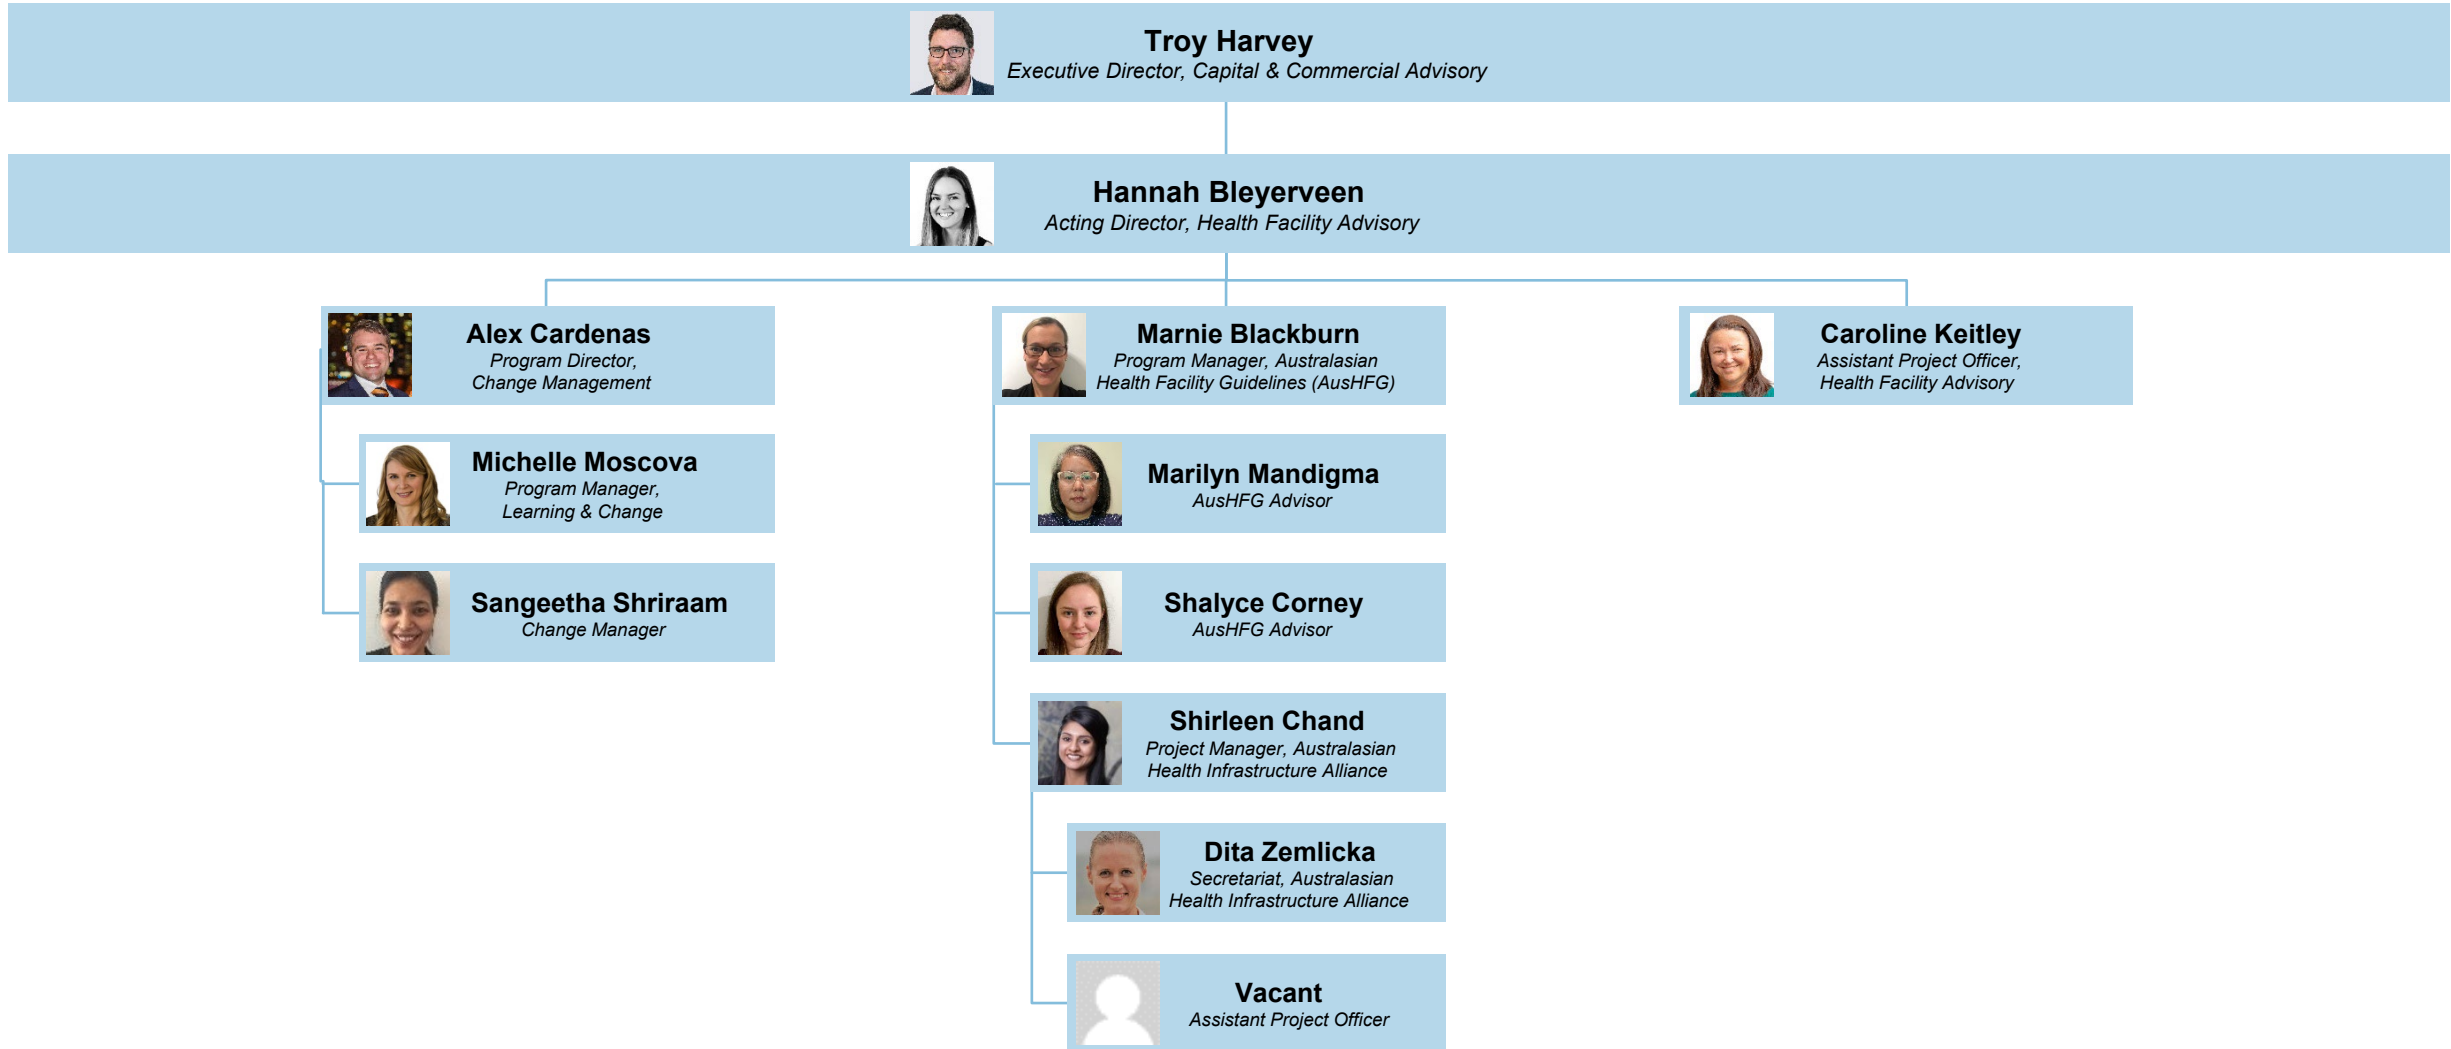 Troy Harvey
Executive Director, Capital & Commercial Advisory
Hannah Bleyerveen
Acting Director, Health Facility Advisory
Alex Cardenas
Program Director,
Change Management
Michelle Moscova
Program Manager,
Learning & Change
Sangeetha Shriraam
Change Manager
Marnie Blackburn
Program Manager, Australasian
Health Facility Guidelines (AusHFG)
Marilyn Mandigma
AusHFG Advisor
Shalyce Corney
AusHFG Advisor
Shirleen Chand
Project Manager, Australasian
Health Infrastructure Alliance
Dita Zemlicka
Secretariat, Australasian
Health Infrastructure Alliance
Vacant
Assistant Project Officer
Caroline Keitley
Assistant Project Officer,
Health Facility Advisory